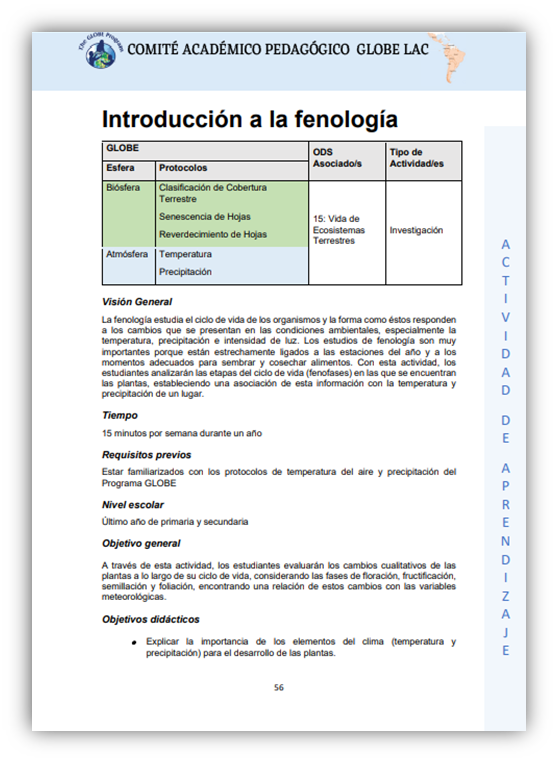 The GLOBE Program
COMITÉ ACADÉMICO PEDAGÓGICO GLOBE LAC
Introducción a la fenología
GLOBE
ODS Asociado/s
Tipo de Actividad/es
Esfera
Protocolos
Biósfera
Clasificación de Cobertura
Terrestre
Senescencia de Hojas
Reverdecimiento de Hojas
15: Vida de
Ecosistemas
Terrestres
Investigación
Atmósfera
Temperatura
Precipitación
Visión General
La fenología estudia el ciclo de vida de los organismos y la forma como éstos responden
a los cambios que se presentan en las condiciones ambientales, especialmente la
temperatura, precipitación e intensidad de luz. Los estudios de fenología son muy
importantes porque están estrechamente ligados a las estaciones del año y a los
momentos adecuados para sembrar y cosechar alimentos. Con esta actividad, los
estudiantes analizarán las etapas del ciclo de vida (fenofases) en las que se encuentran
las plantas, estableciendo una asociación de esta información con la temperatura y
precipitación de un lugar.
Tiempo
15 minutos por semana durante un año
Requisitos previos
Estar familiarizados con los protocolos de temperatura del aire y precipitación del
Programa GLOBE
Nivel escolar
Último año de primaria y secundaria
Objetivo general
A través de esta actividad, los estudiantes evaluarán los cambios cualitativos de las
plantas a lo largo de su ciclo de vida, considerando las fases de floración, fructificación,
semillación y foliación, encontrando una relación de estos cambios con las variables
meteorológicas.
Objetivos didácticos
• Explicar la importancia de los elementos del clima (temperatura y
precipitación) para el desarrollo de las plantas.
56
ACTIVIDAD DE APRENDIZAJE